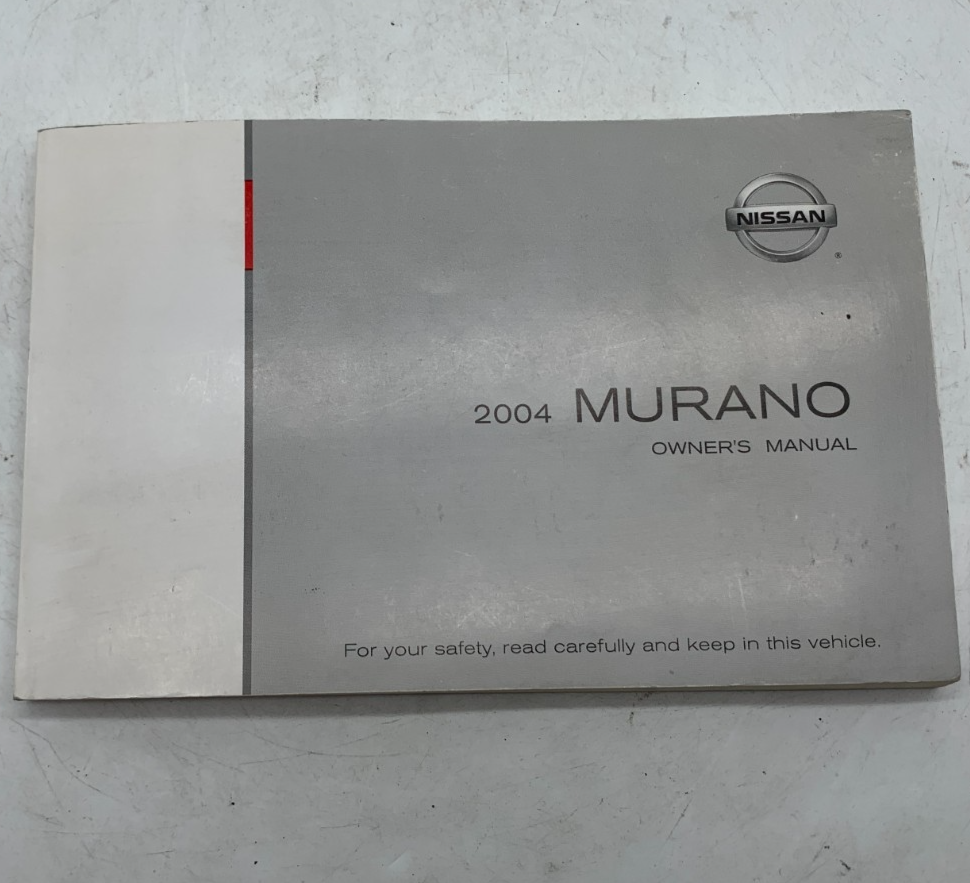 NISSAN
®
2004 MURANO
OWNER'S MANUAL
For your safety, read carefully and keep in this vehicle.